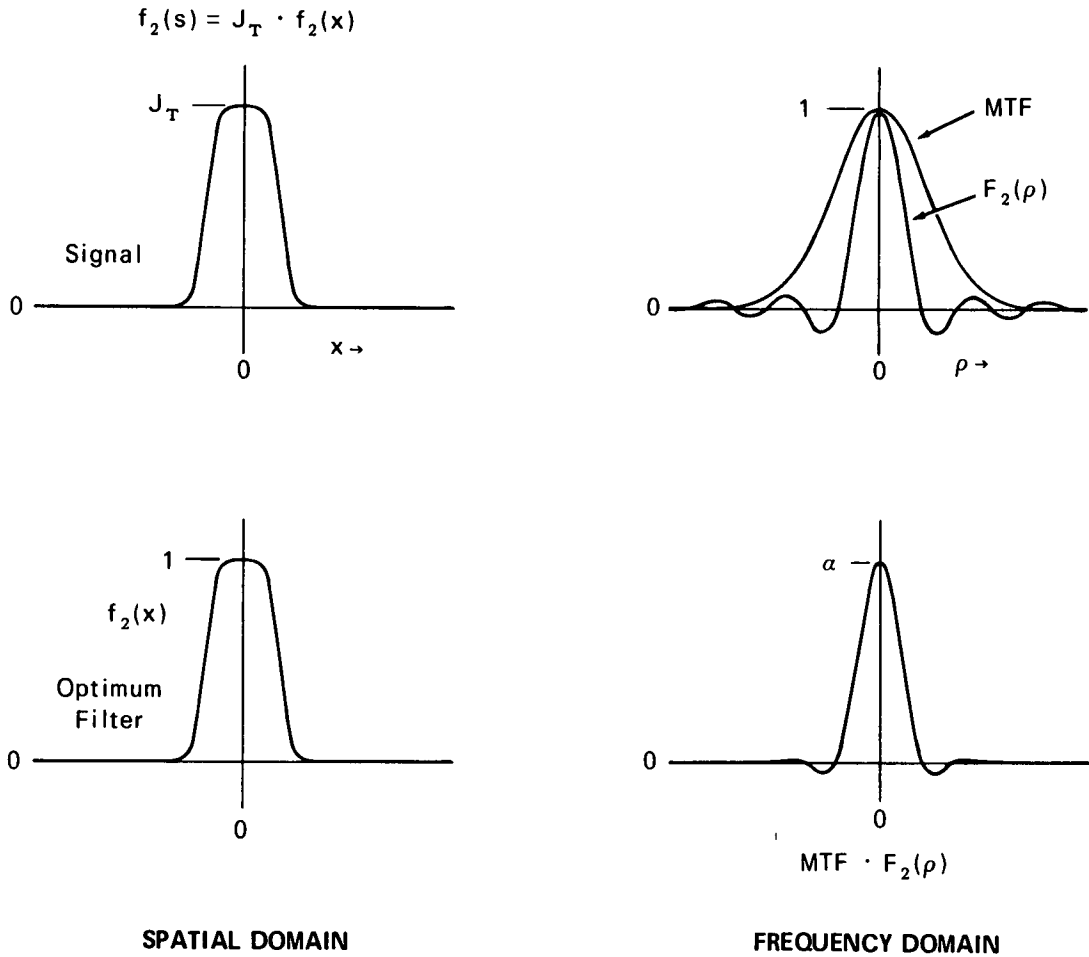 f₂(s) = J_T · f₂(x)
J_T
Signal
0
x→
0
1
MTF
F₂(ρ)
0
0
ρ→
1
f₂(x)
Optimum
Filter
0
0
α
0
0
MTF · F₂(ρ)
SPATIAL DOMAIN
FREQUENCY DOMAIN